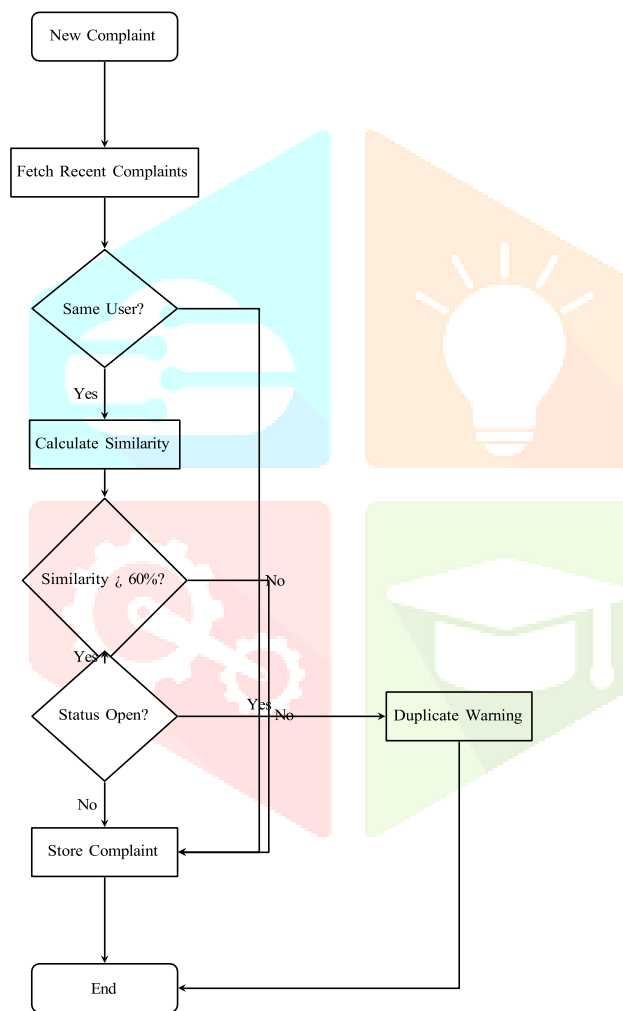 New Complaint
Fetch Recent Complaints
Same User?
Yes
Calculate Similarity
Similarity ¿ 60%?
No
Yes
Status Open?
Yes
No
Duplicate Warning
No
Store Complaint
End